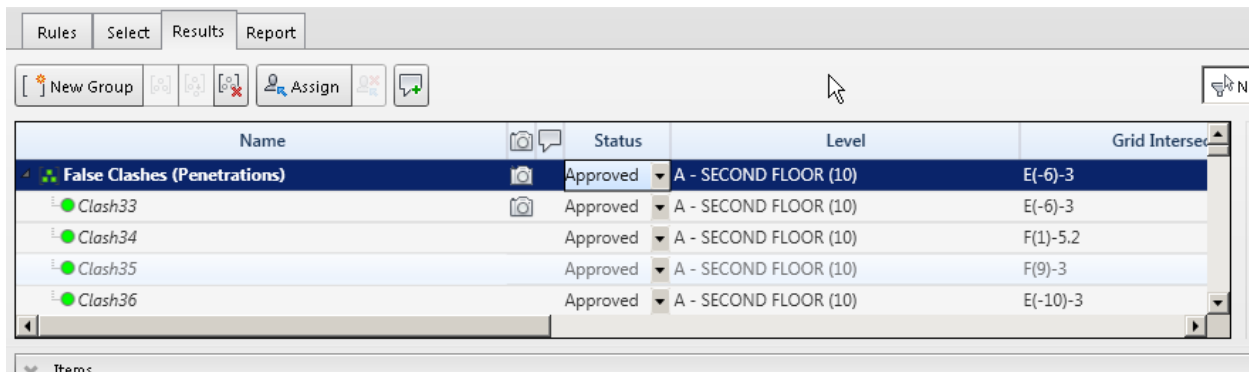 Rules Select Results Report
New Group Assign N
Name Status Level Grid Intersec
False Clashes (Penetrations) Approved A - SECOND FLOOR (10) E(-6)-3
Clash33 Approved A - SECOND FLOOR (10) E(-6)-3
Clash34 Approved A - SECOND FLOOR (10) F(1)-5.2
Clash35 Approved A - SECOND FLOOR (10) F(9)-3
Clash36 Approved A - SECOND FLOOR (10) E(-10)-3
Items